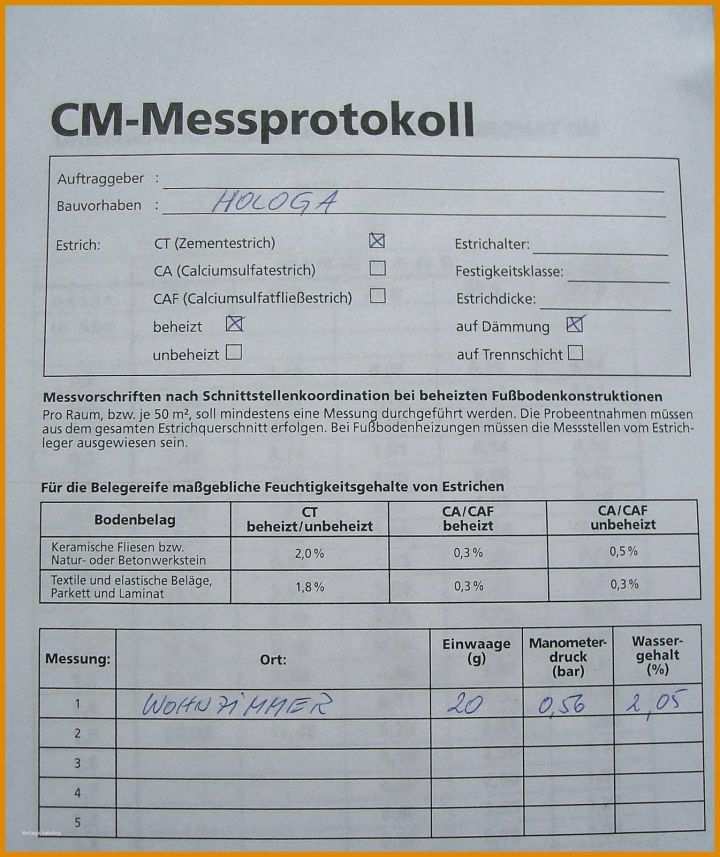 CM-Messprotokoll
Auftraggeber :
Bauvorhaben : HOLOGA
Estrich: CT (Zementestrich) ☒ Estrichalter:
CA (Calciumsulfatestrich) ☐ Festigkeitsklasse:
CAF (Calciumsulfatfließestrich) ☐ Estrichdicke:
beheizt ☒ auf Dämmung ☒
unbeheizt ☐ auf Trennschicht ☐
Messvorschriften nach Schnittstellenkoordination bei beheizten Fußbodenkonstruktionen
Pro Raum, bzw. je 50 m², soll mindestens eine Messung durchgeführt werden. Die Probeentnahmen müssen
aus dem gesamten Estrichquerschnitt erfolgen. Bei Fußbodenheizungen müssen die Messstellen vom Estrich-
leger ausgewiesen sein.
Für die Belegereife maßgebliche Feuchtigkeitsgehalte von Estrichen
Bodenbelag CT beheizt/unbeheizt CA/CAF beheizt CA/CAF unbeheizt
Keramische Fliesen bzw.
Natur- oder Betonwerkstein 2,0 % 0,3 % 0,5 %
Textile und elastische Beläge,
Parkett und Laminat 1,8 % 0,3 % 0,3 %
Messung: Ort: Einwaage (g) Manometer-druck (bar) Wasser-gehalt (%)
1 WOHNZIMMER 20 0,56 2,05
2
3
4
5